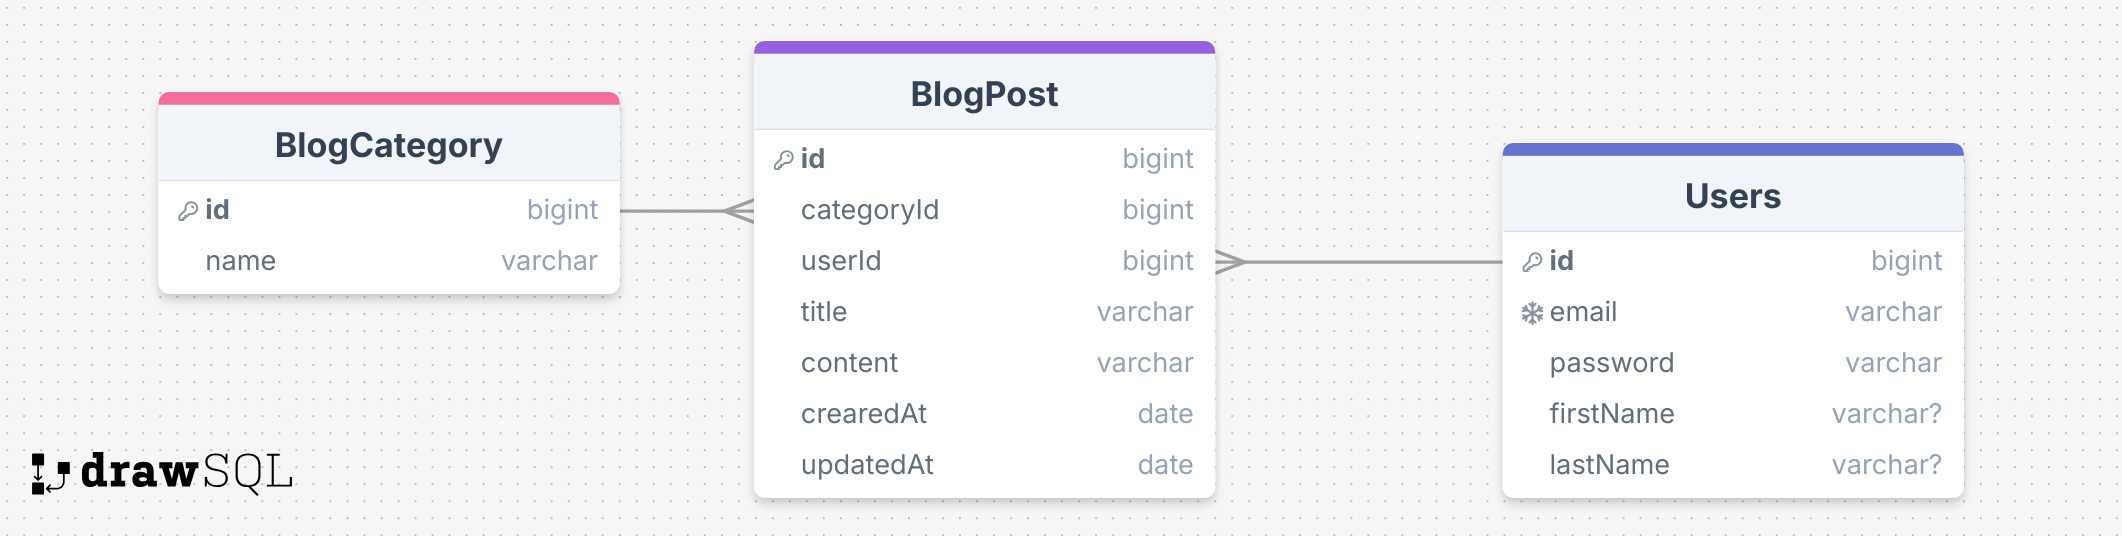 BlogCategory
id bigint
name varchar
BlogPost
id bigint
categoryId bigint
userId bigint
title varchar
content varchar
crearedAt date
updatedAt date
Users
id bigint
email varchar
password varchar
firstName varchar?
lastName varchar?
drawSQL